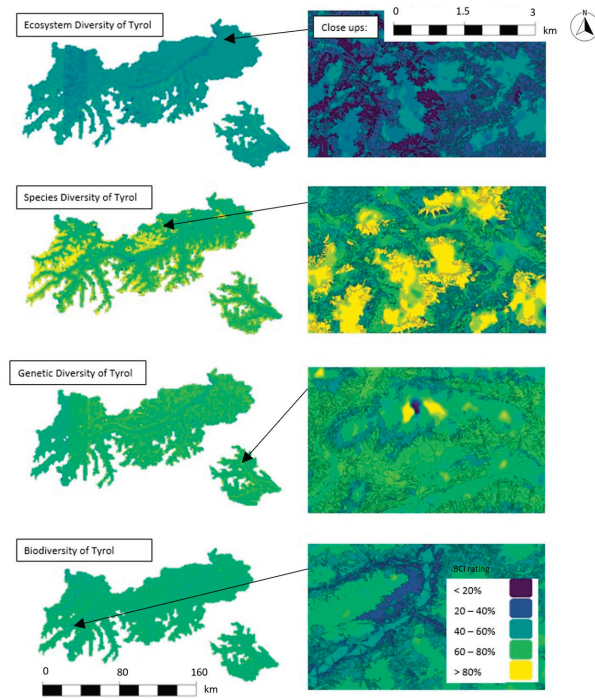 Ecosystem Diversity of Tyrol
Close ups:
0 1.5 3
km
N
Species Diversity of Tyrol
Genetic Diversity of Tyrol
Biodiversity of Tyrol
BCI rating
< 20%
20 – 40%
40 – 60%
60 – 80%
> 80%
0 80 160
km